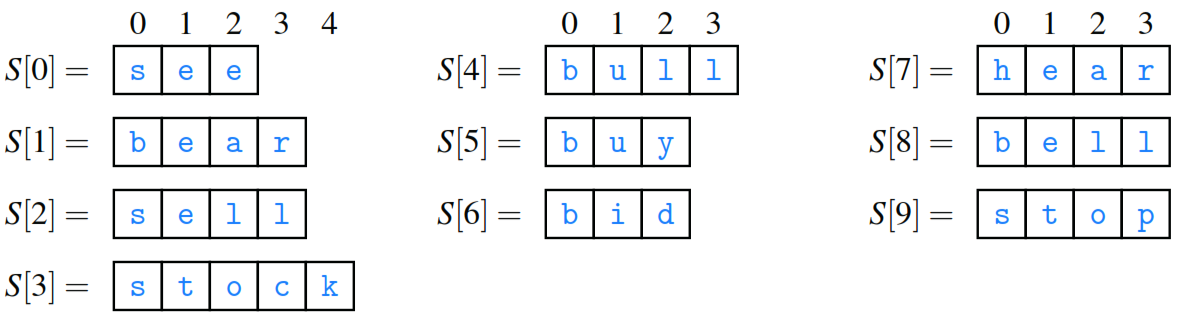 0 1 2 3 4 0 1 2 3 0 1 2 3
S[0] = s e e S[4] = b u l l S[7] = h e a r
S[1] = b e a r S[5] = b u y S[8] = b e l l
S[2] = s e l l S[6] = b i d S[9] = s t o p
S[3] = s t o c k